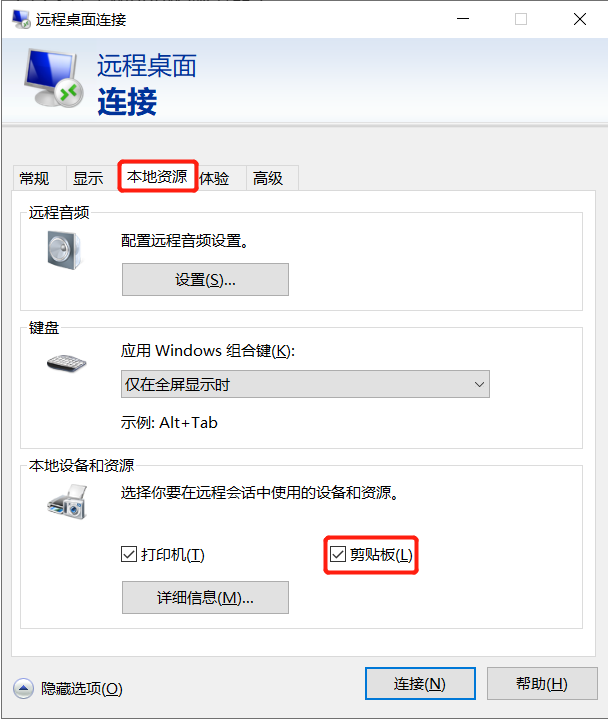 远程桌面连接
远程桌面
连接
常规 显示 本地资源 体验 高级
远程音频
配置远程音频设置。
设置(S)...
键盘
应用 Windows 组合键(K):
仅在全屏显示时
示例: Alt+Tab
本地设备和资源
选择你要在远程会话中使用的设备和资源。
打印机(T) 剪贴板(L)
详细信息(M)...
隐藏选项(O) 连接(N) 帮助(H)